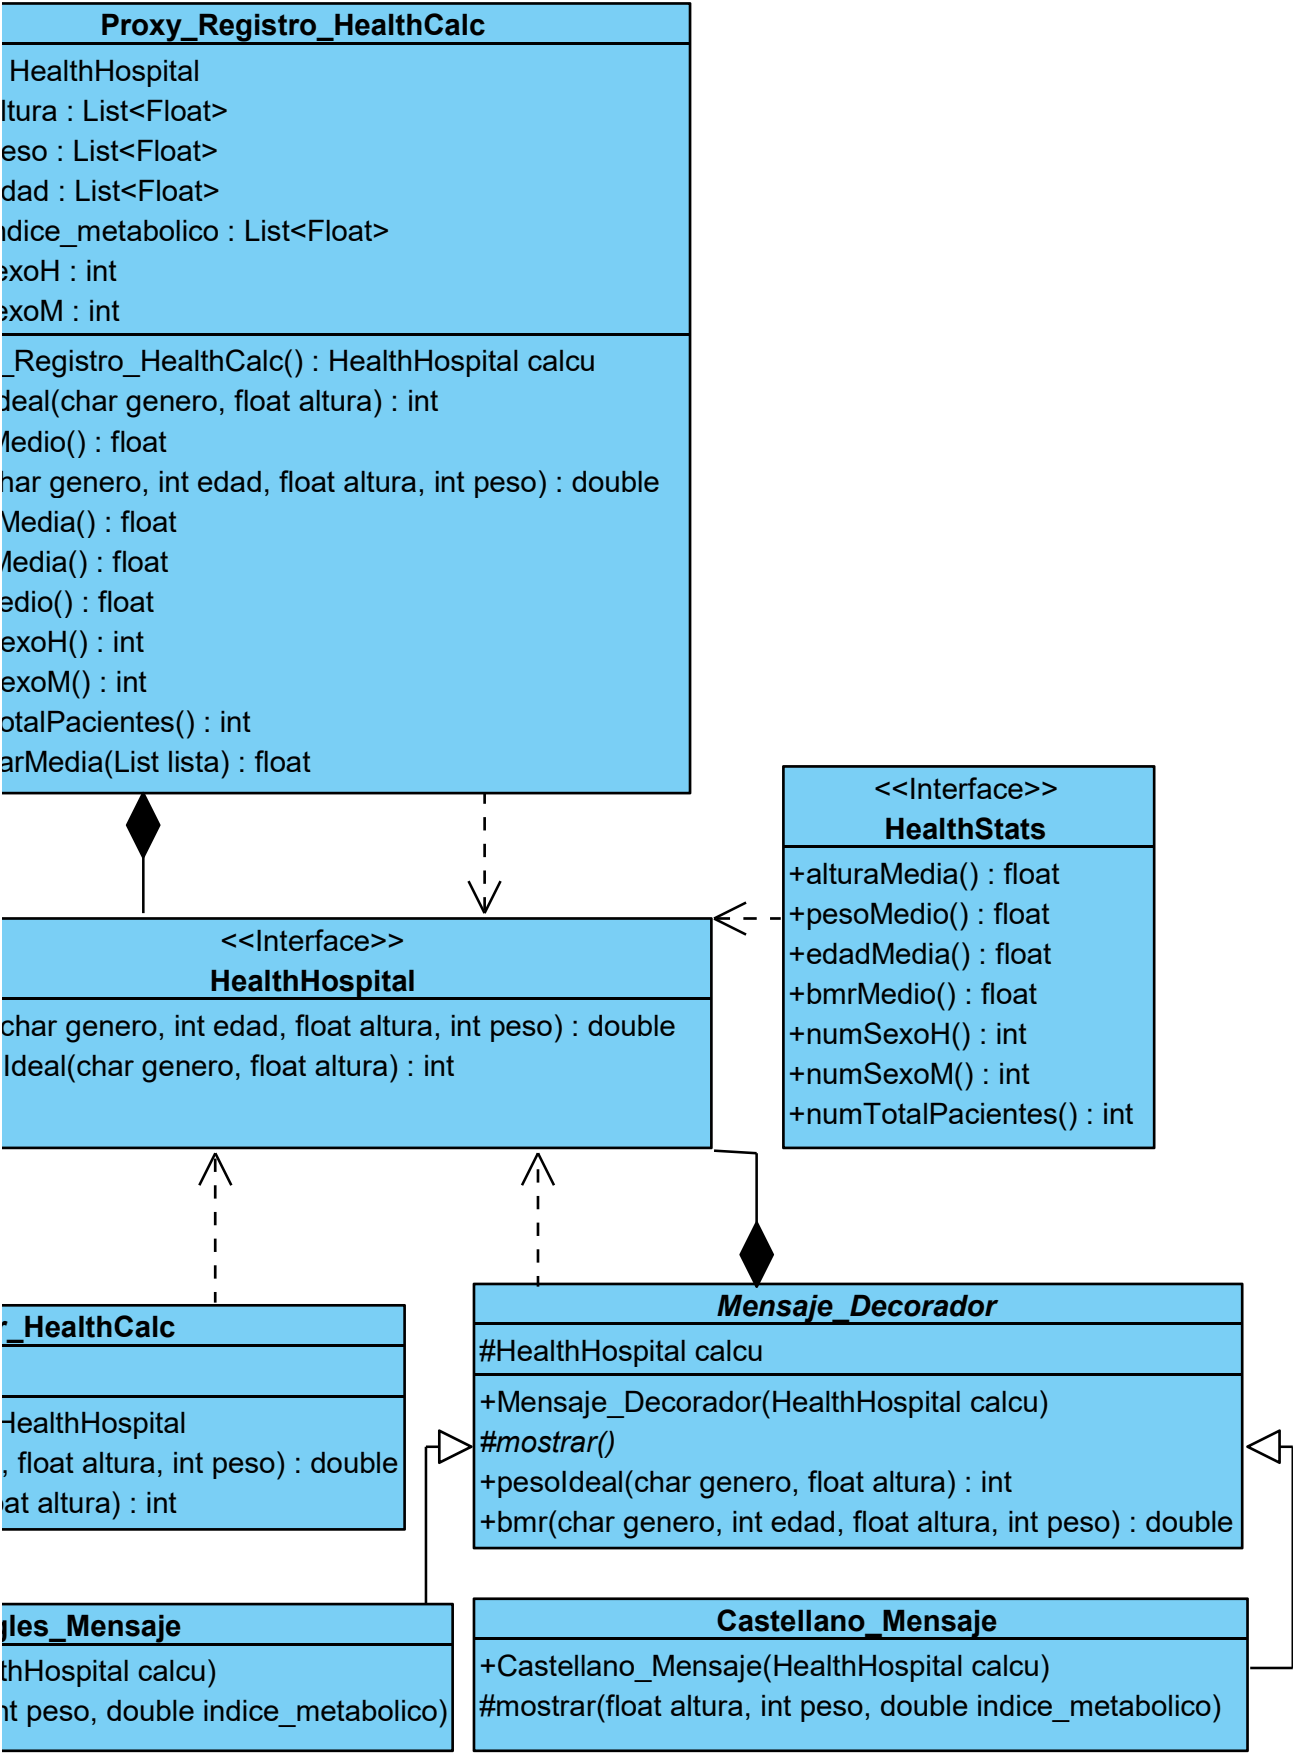 Proxy_Registro_HealthCalc
HealthHospital
ltura : List<Float>
eso : List<Float>
dad : List<Float>
ndice_metabolico : List<Float>
exoH : int
exoM : int
_Registro_HealthCalc() : HealthHospital calcu
deal(char genero, float altura) : int
Medio() : float
har genero, int edad, float altura, int peso) : double
Media() : float
Media() : float
edio() : float
exoH() : int
exoM() : int
otalPacientes() : int
arMedia(List lista) : float
<<Interface>>
HealthStats
+alturaMedia() : float
+pesoMedio() : float
+edadMedia() : float
+bmrMedio() : float
+numSexoH() : int
+numSexoM() : int
+numTotalPacientes() : int
<<Interface>>
HealthHospital
char genero, int edad, float altura, int peso) : double
Ideal(char genero, float altura) : int
r_HealthCalc
HealthHospital
, float altura, int peso) : double
at altura) : int
Mensaje_Decorador
#HealthHospital calcu
+Mensaje_Decorador(HealthHospital calcu)
#mostrar()
+pesoIdeal(char genero, float altura) : int
+bmr(char genero, int edad, float altura, int peso) : double
gles_Mensaje
thHospital calcu)
nt peso, double indice_metabolico)
Castellano_Mensaje
+Castellano_Mensaje(HealthHospital calcu)
#mostrar(float altura, int peso, double indice_metabolico)